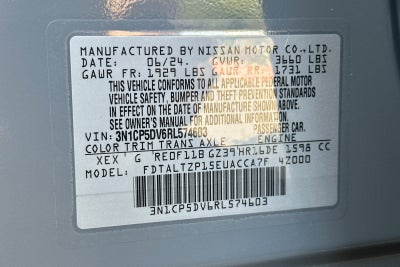 MANUFACTURED BY NISSAN MOTOR CO.,LTD.
DATE: 06/24. GVWR: 3660 LBS
GAWR FR: 1929 LBS GAWR RR: 1731 LBS
THIS VEHICLE CONFORMS TO ALL APPLICABLE
FEDERAL MOTOR VEHICLE
SAFETY, BUMPER AND THEFT PREVENTION STANDARDS
IN EFFECT ON THE DATE OF MANUFACTURE SHOWN ABOVE.
SEE OWNER'S MANUAL FOR ADDITIONAL INFORMATION
VIN: 3N1CP5DV6RL574603 PASSENGER CAR.
COLOR TRIM TRANS AXLE ENGINE
XEX G RE0F11B GZ39 HR16DE 1598 CC
MODEL FDTALTZP15EUACCA7F 4Z000
3N1CP5DV6RL574603